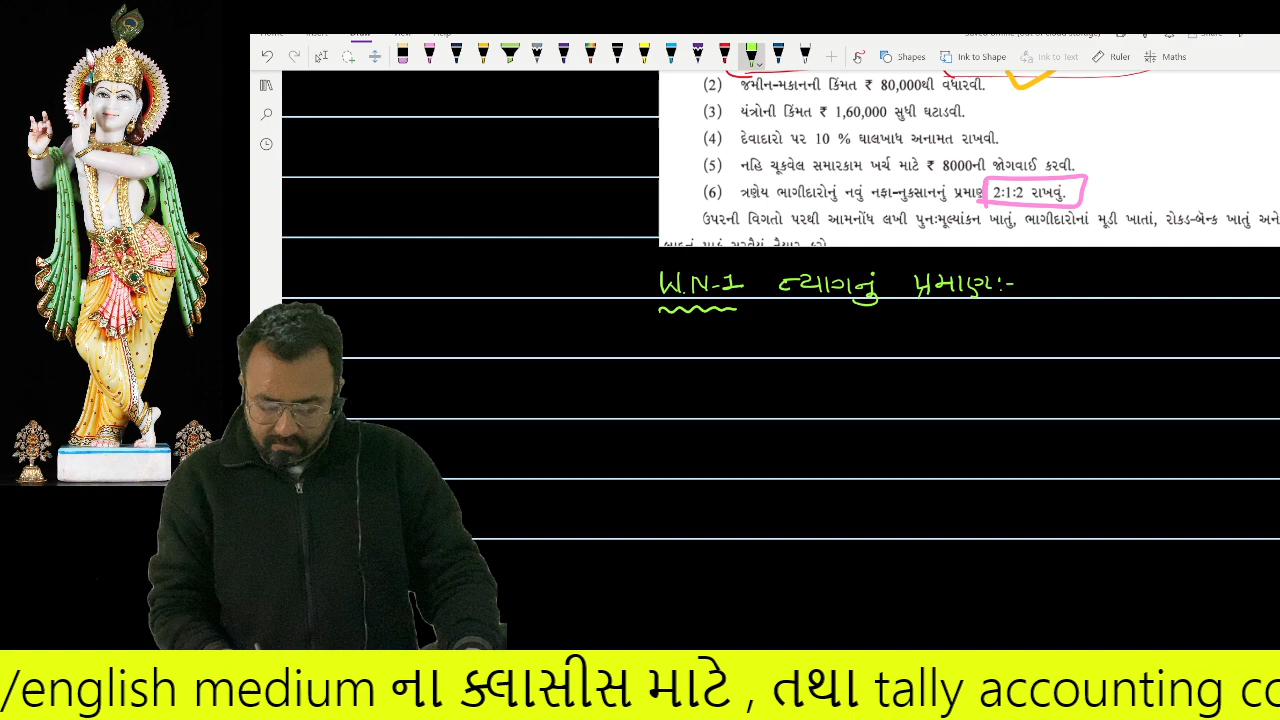 Shapes Ink to Shape Ink to Text Ruler Maths
(2) જમીન-મકાનની કિંમત ₹ 80,000થી વધારવી.
(3) યંત્રોની કિંમત ₹ 1,60,000 સુધી ઘટાડવી.
(4) દેવાદારો પર 10 % ઘાલખાધ અનામત રાખવી.
(5) નહિ ચૂકવેલ સમારકામ ખર્ચ માટે ₹ 8000ની જોગવાઈ કરવી.
(6) ત્રણેય ભાગીદારોનું નવું નફા-નુકસાનનું પ્રમાણ 2:1:2 રાખવું.
ઉપરની વિગતો પરથી આમનોંધ લખી પુનઃમૂલ્યાંકન ખાતું, ભાગીદારોનાં મૂડી ખાતાં, રોકડ-બૅન્ક ખાતું અને
W.N-1 ત્યાગનું પ્રમાણ:-
/english medium ના ક્લાસીસ માટે , તથા tally accounting co